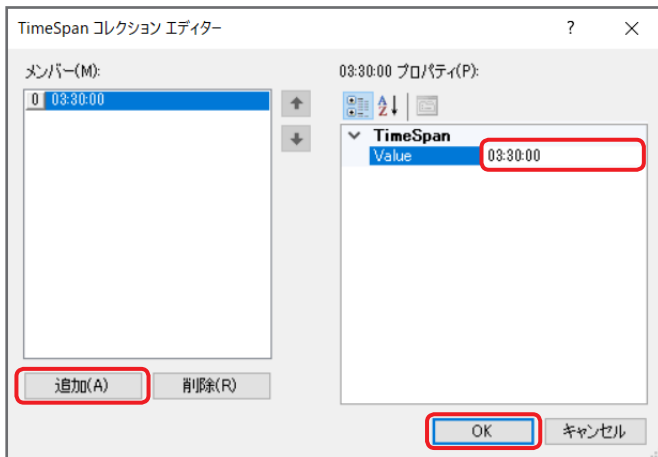 TimeSpan コレクション エディター
メンバー(M):
0 03:30:00
追加(A) 削除(R)
03:30:00 プロパティ(P):
TimeSpan
Value 03:30:00
OK キャンセル